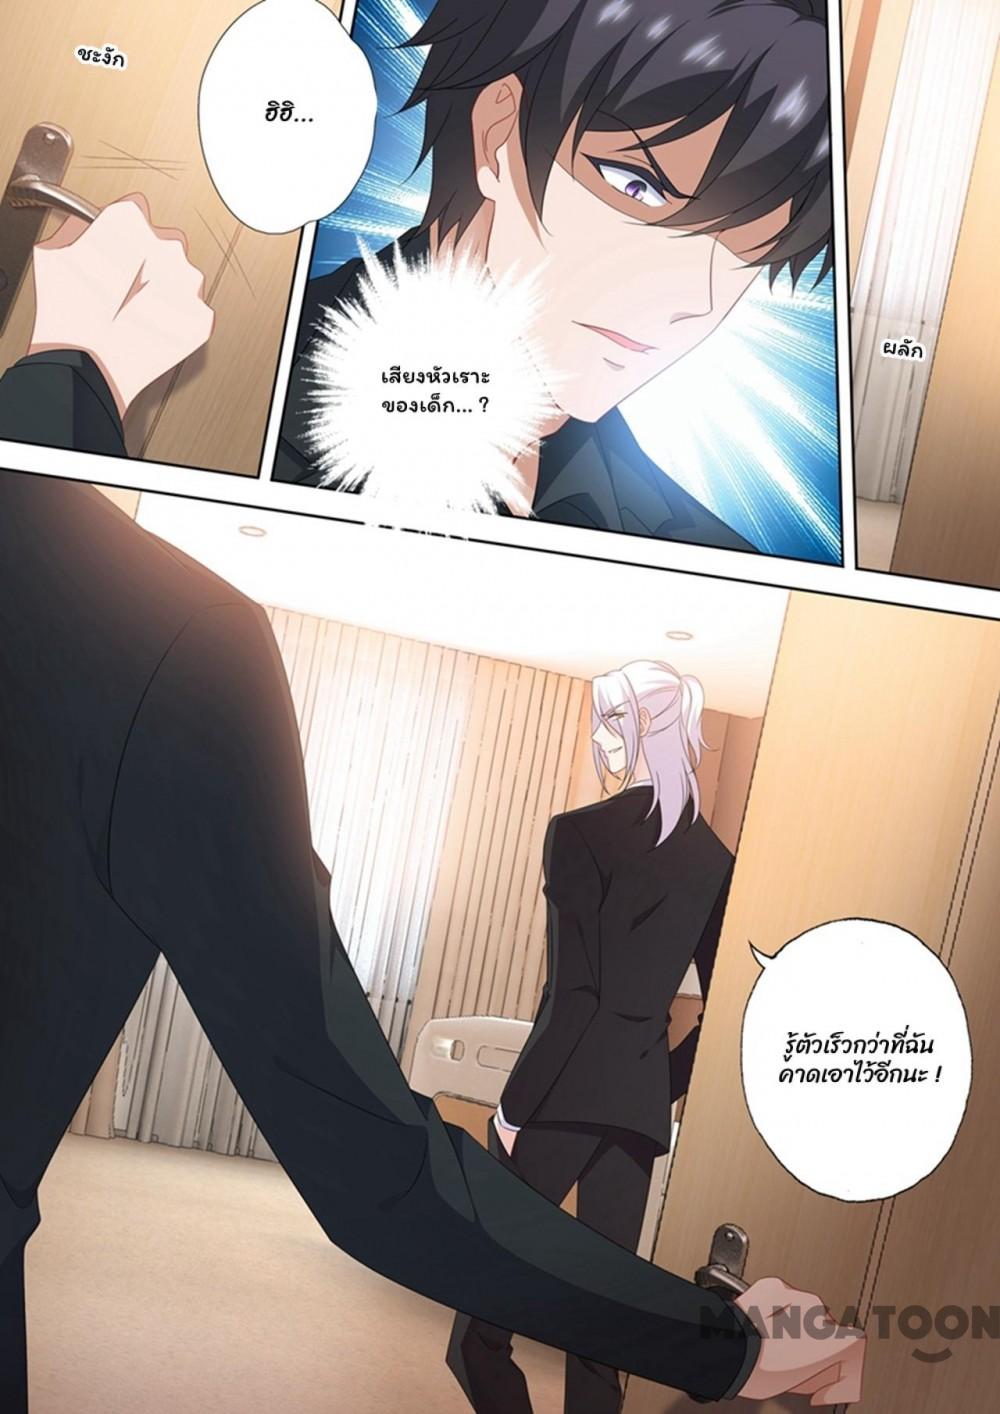 ชะงัก
ฮิฮิ...
เสียงหัวเราะ
ของเด็ก... ?
ผลัก
รู้ตัวเร็วกว่าที่ฉัน
คาดเอาไว้อีกนะ !
MANGA TOON